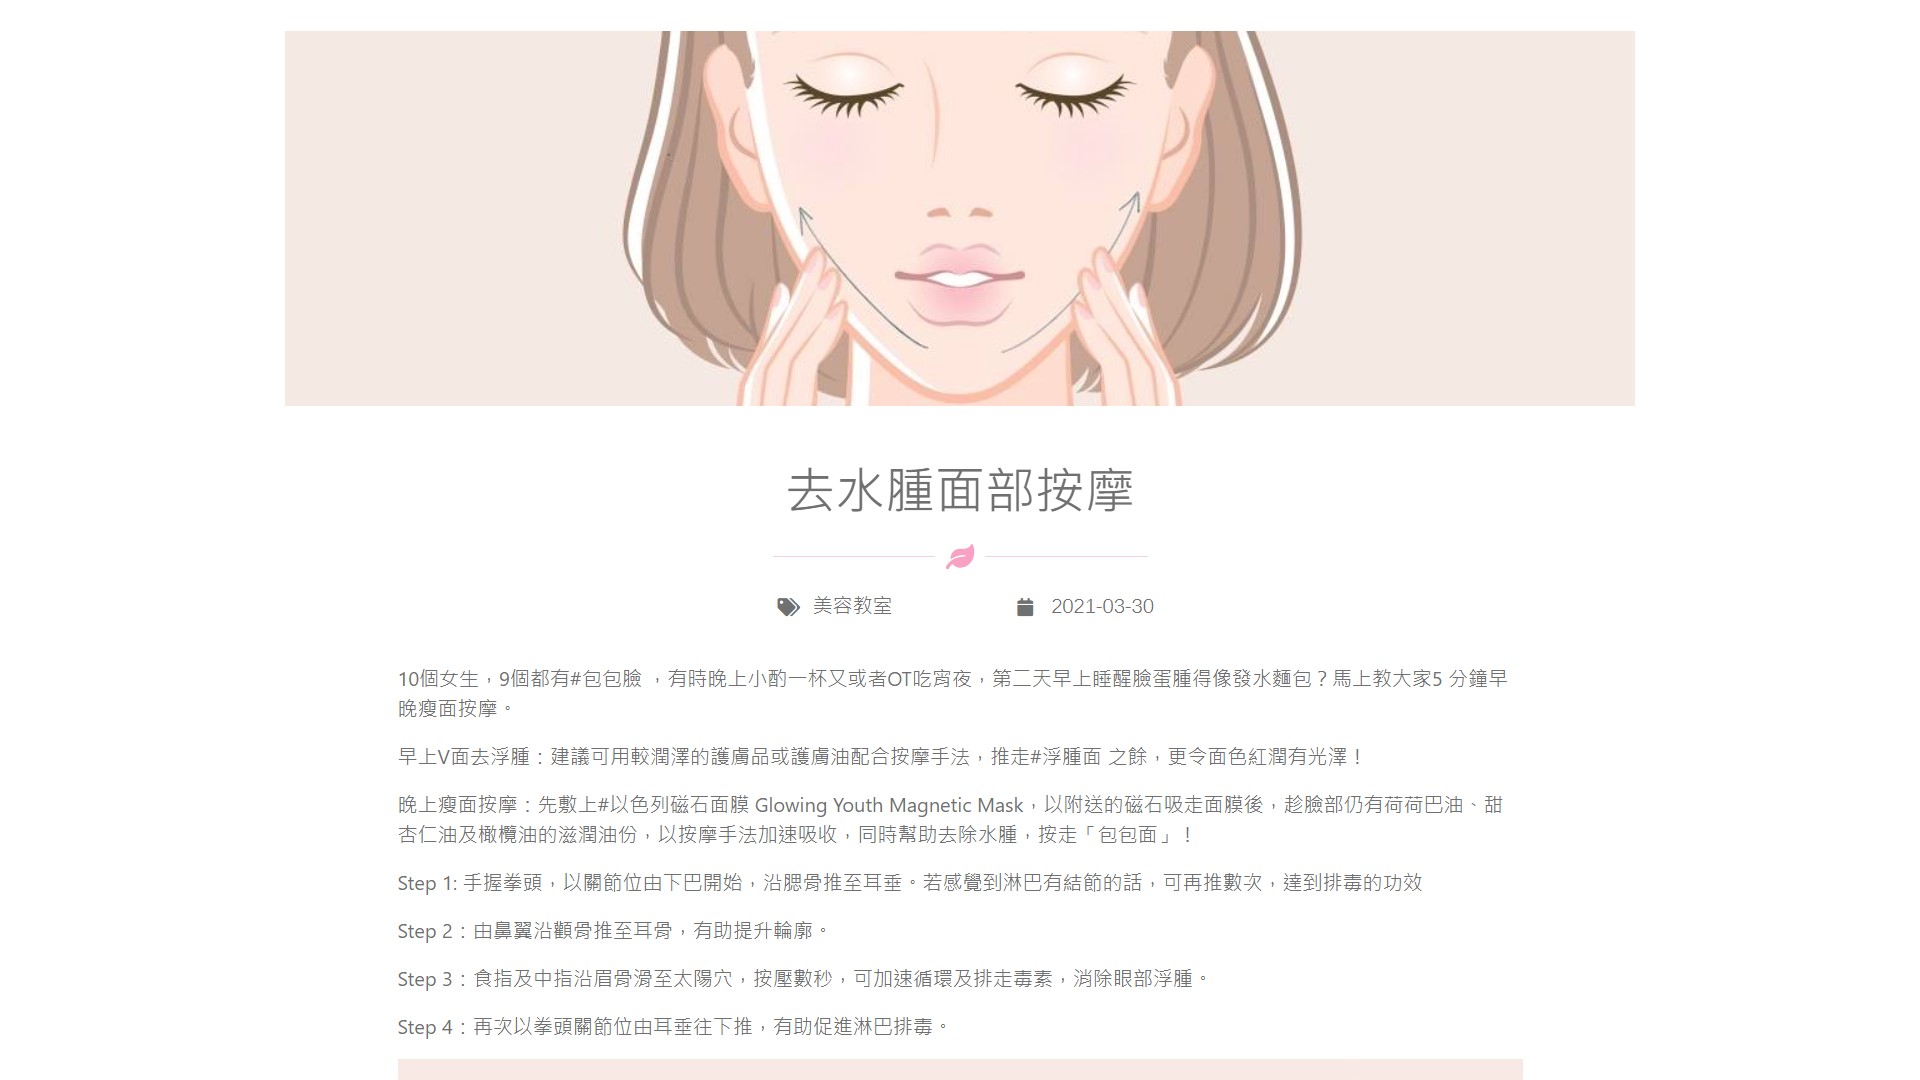 去水腫面部按摩
美容教室
2021-03-30
10個女生，9個都有#包包臉 ，有時晚上小酌一杯又或者OT吃宵夜，第二天早上睡醒臉蛋腫得像發水麵包？馬上教大家5 分鐘早
晚瘦面按摩。
早上V面去浮腫：建議可用較潤澤的護膚品或護膚油配合按摩手法，推走#浮腫面 之餘，更令面色紅潤有光澤！
晚上瘦面按摩：先敷上#以色列磁石面膜 Glowing Youth Magnetic Mask，以附送的磁石吸走面膜後，趁臉部仍有荷荷巴油、甜
杏仁油及橄欖油的滋潤油份，以按摩手法加速吸收，同時幫助去除水腫，按走「包包面」！
Step 1: 手握拳頭，以關節位由下巴開始，沿腮骨推至耳垂。若感覺到淋巴有結節的話，可再推數次，達到排毒的功效
Step 2：由鼻翼沿顴骨推至耳骨，有助提升輪廓。
Step 3：食指及中指沿眉骨滑至太陽穴，按壓數秒，可加速循環及排走毒素，消除眼部浮腫。
Step 4：再次以拳頭關節位由耳垂往下推，有助促進淋巴排毒。